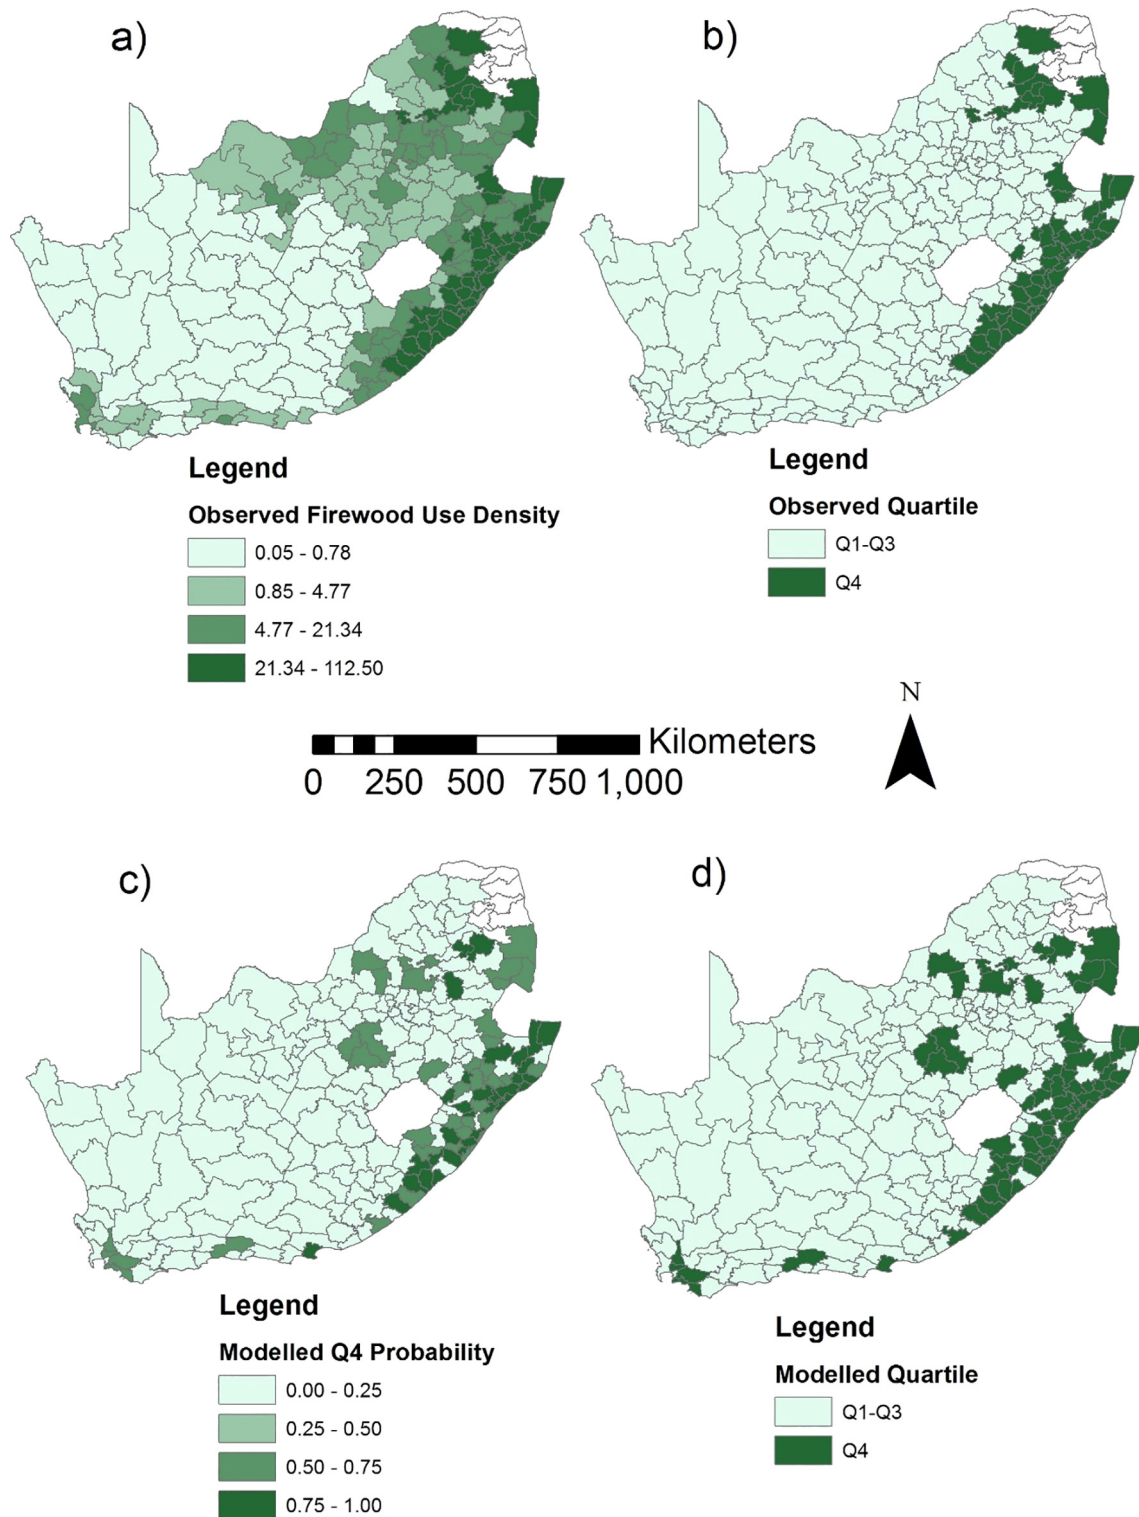 a)
b)
Legend
Observed Firewood Use Density
0.05 - 0.78
0.85 - 4.77
4.77 - 21.34
21.34 - 112.50
Legend
Observed Quartile
Q1-Q3
Q4
N
Kilometers
0 250 500 750 1,000
c)
d)
Legend
Modelled Q4 Probability
0.00 - 0.25
0.25 - 0.50
0.50 - 0.75
0.75 - 1.00
Legend
Modelled Quartile
Q1-Q3
Q4